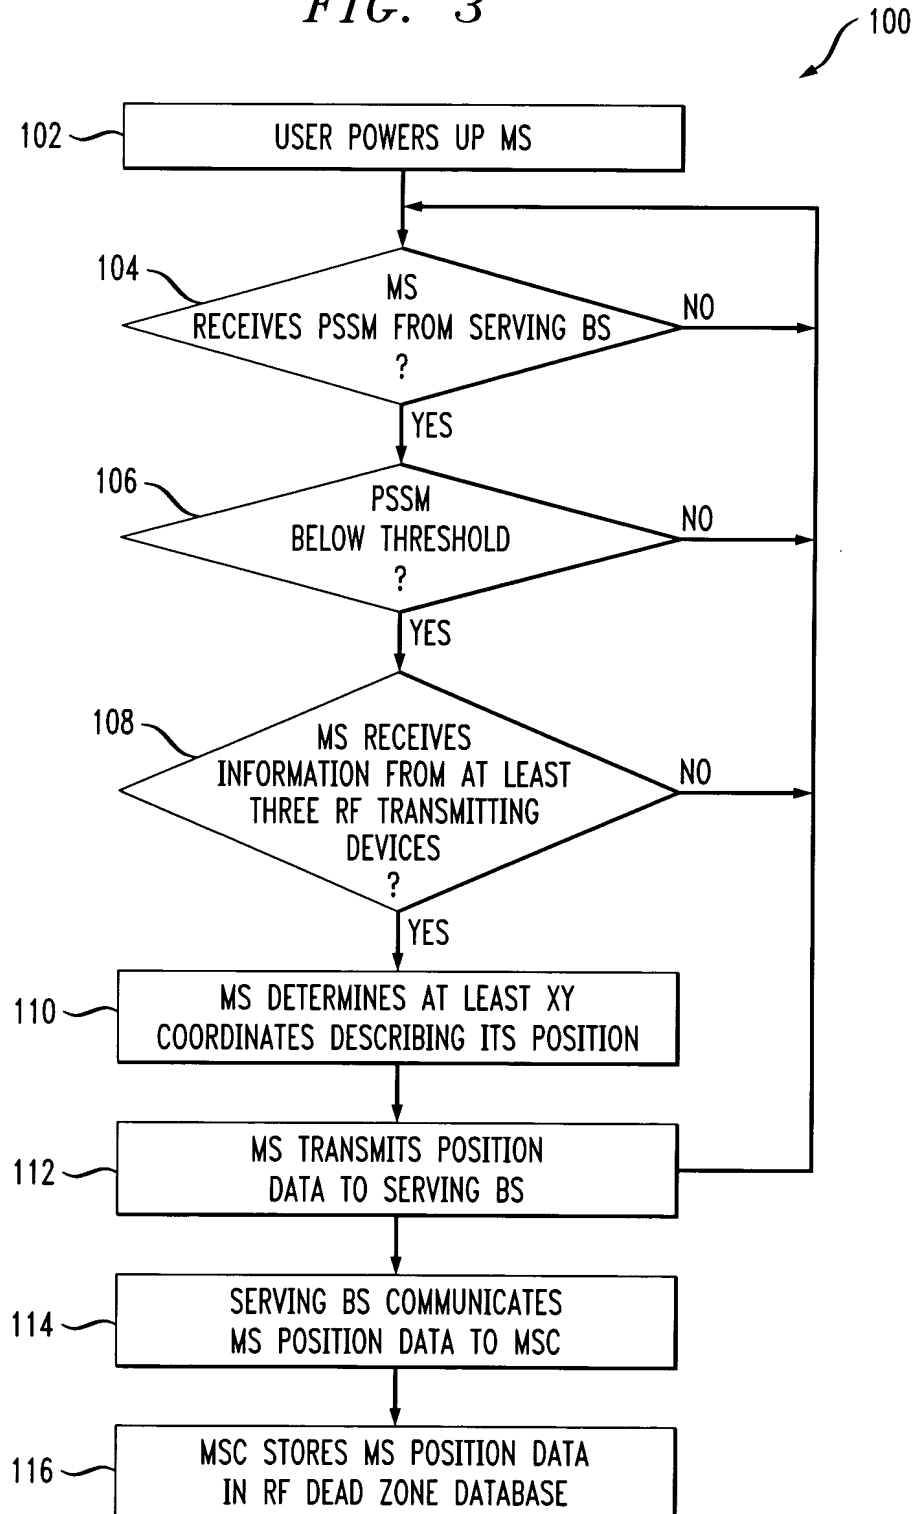 FIG. 3
100
102
USER POWERS UP MS
104
MS
RECEIVES PSSM FROM SERVING BS
?
NO
YES
106
PSSM
BELOW THRESHOLD
?
NO
YES
108
MS RECEIVES
INFORMATION FROM AT LEAST
THREE RF TRANSMITTING
DEVICES
?
NO
YES
110
MS DETERMINES AT LEAST XY
COORDINATES DESCRIBING ITS POSITION
112
MS TRANSMITS POSITION
DATA TO SERVING BS
114
SERVING BS COMMUNICATES
MS POSITION DATA TO MSC
116
MSC STORES MS POSITION DATA
IN RF DEAD ZONE DATABASE